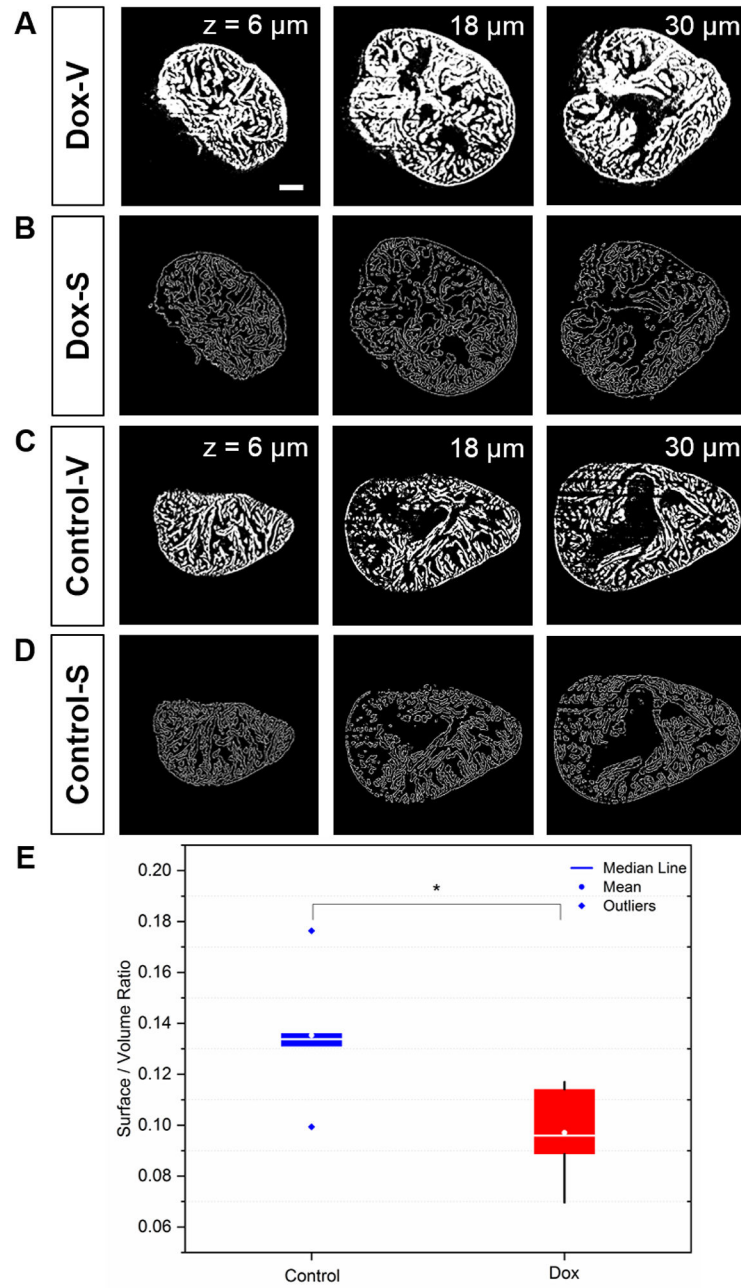 A
Dox-V
z = 6 µm
18 µm
30 µm
B
Dox-S
C
Control-V
z = 6 µm
18 µm
30 µm
D
Control-S
E
Surface / Volume Ratio
0.20
0.18
0.16
0.14
0.12
0.10
0.08
0.06
Median Line
Mean
Outliers
*
Control
Dox